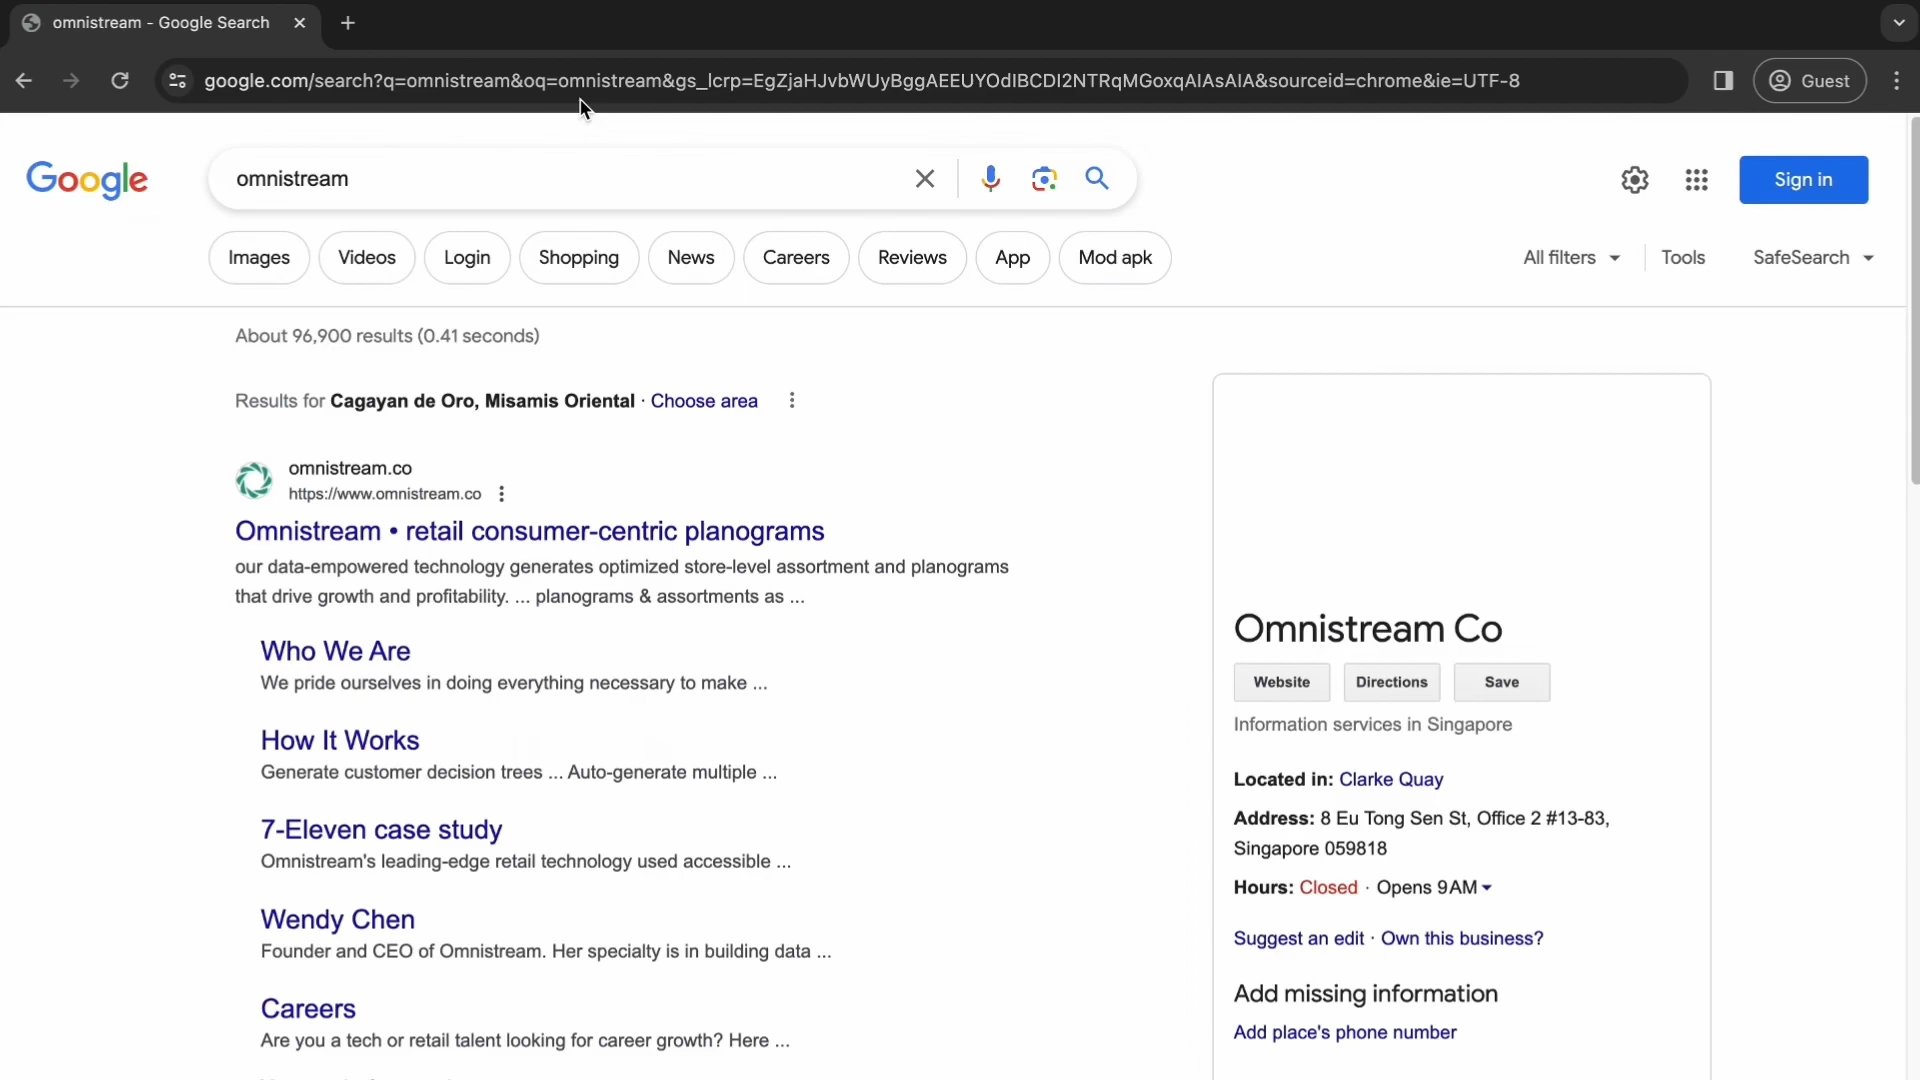 omnistream - Google Search
google.com/search?q=omnistream&oq=omnistream&gs_lcrp=EgZjaHJvbWUyBggAEEUYOdIBCDI2NTRqMGoxqAIAsAIA&sourceid=chrome&ie=UTF-8
Guest
Google
omnistream
Sign in
Images
Videos
Login
Shopping
News
Careers
Reviews
App
Mod apk
All filters
Tools
SafeSearch
About 96,900 results (0.41 seconds)
Results for Cagayan de Oro, Misamis Oriental · Choose area
omnistream.co
https://www.omnistream.co
Omnistream • retail consumer-centric planograms
our data-empowered technology generates optimized store-level assortment and planograms
that drive growth and profitability. ... planograms & assortments as ...
Who We Are
We pride ourselves in doing everything necessary to make ...
How It Works
Generate customer decision trees ... Auto-generate multiple ...
7-Eleven case study
Omnistream's leading-edge retail technology used accessible ...
Wendy Chen
Founder and CEO of Omnistream. Her specialty is in building data ...
Careers
Are you a tech or retail talent looking for career growth? Here ...
Omnistream Co
Website
Directions
Save
Information services in Singapore
Located in: Clarke Quay
Address: 8 Eu Tong Sen St, Office 2 #13-83,
Singapore 059818
Hours: Closed · Opens 9 AM
Suggest an edit · Own this business?
Add missing information
Add place's phone number